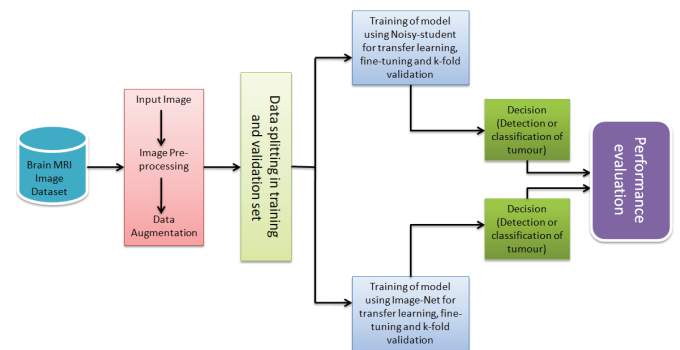 Brain MRI
Image
Dataset
Input Image
Image Pre-
processing
Data
Augmentation
Data splitting in training
and validation set
Training of model
using Noisy-student
for transfer learning,
fine-tuning and k-fold
validation
Decision
(Detection or
classification of
tumour)
Training of model
using Image-Net for
transfer learning, fine-
tuning and k-fold
validation
Decision
(Detection or
classification of
tumour)
Performance
evaluation